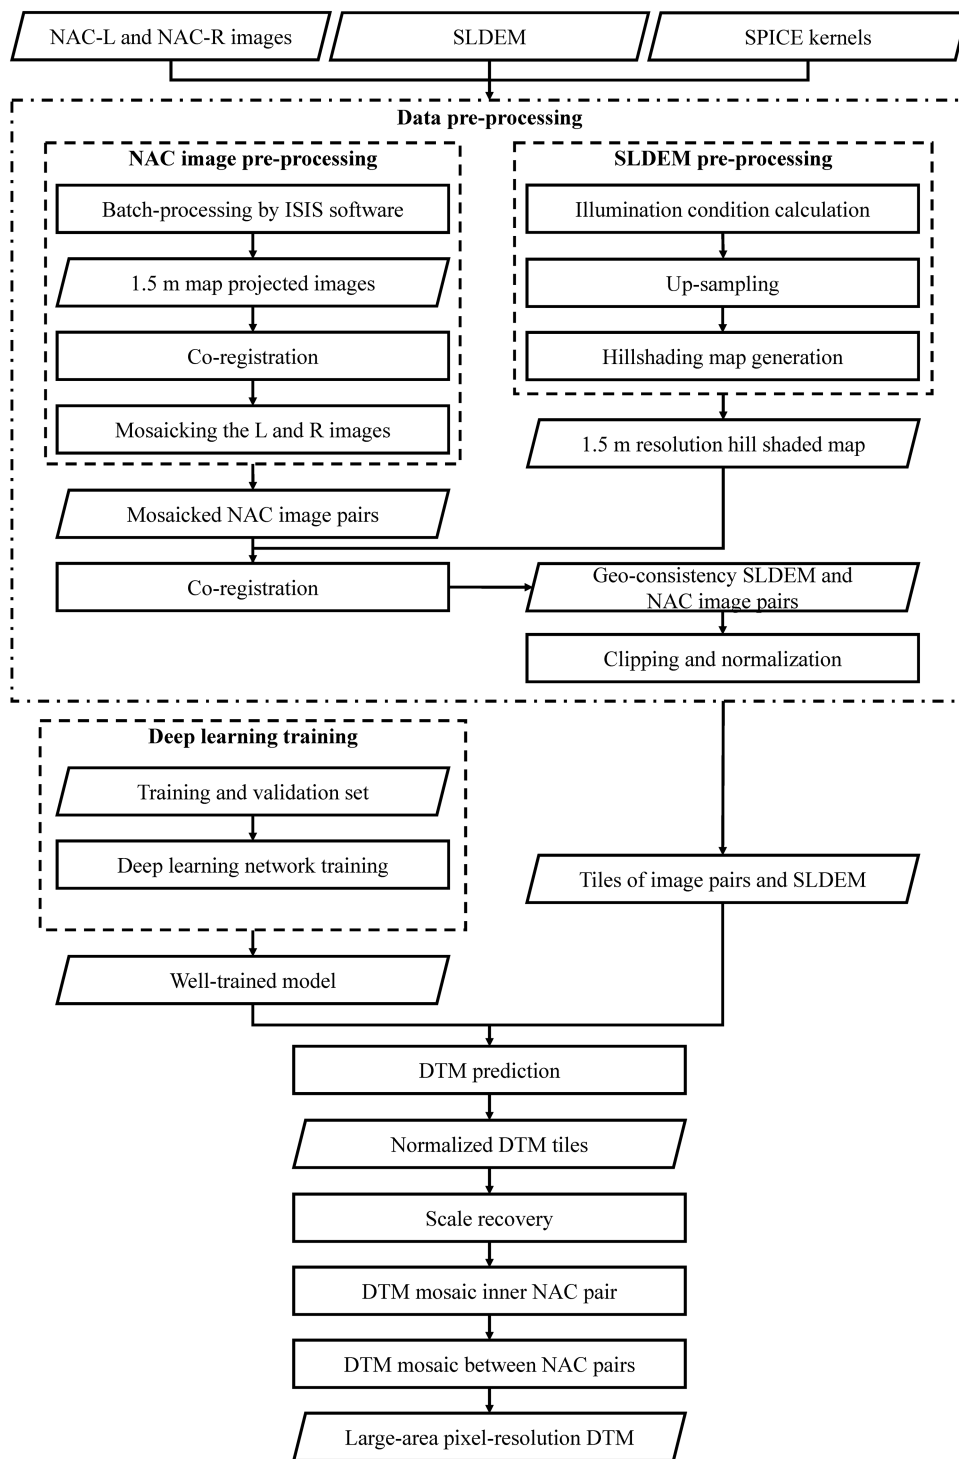 NAC-L and NAC-R images
SLDEM
SPICE kernels
Data pre-processing
NAC image pre-processing
Batch-processing by ISIS software
1.5 m map projected images
Co-registration
Mosaicking the L and R images
SLDEM pre-processing
Illumination condition calculation
Up-sampling
Hillshading map generation
1.5 m resolution hill shaded map
Mosaicked NAC image pairs
Co-registration
Geo-consistency SLDEM and
NAC image pairs
Clipping and normalization
Deep learning training
Training and validation set
Deep learning network training
Well-trained model
Tiles of image pairs and SLDEM
DTM prediction
Normalized DTM tiles
Scale recovery
DTM mosaic inner NAC pair
DTM mosaic between NAC pairs
Large-area pixel-resolution DTM